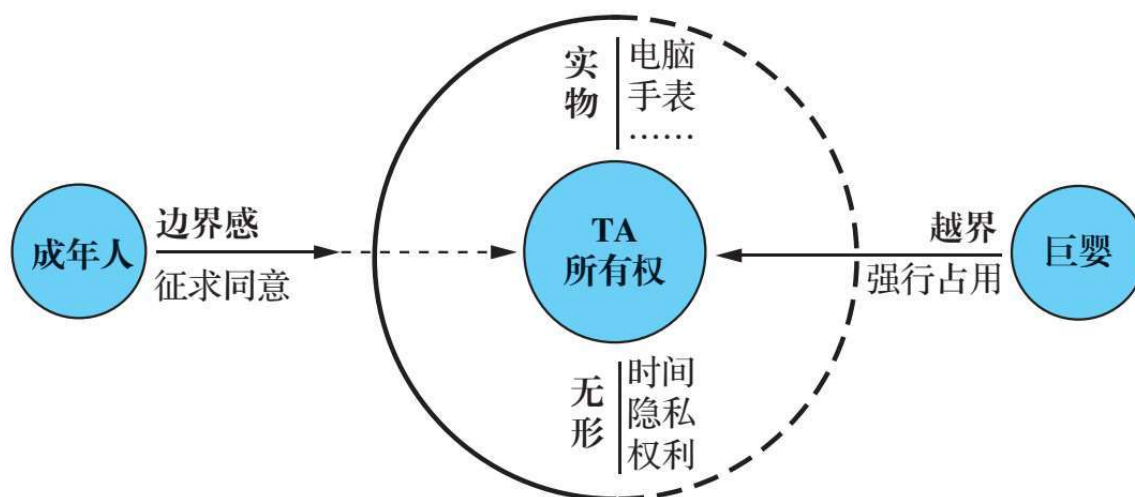 实物
电脑
手表
……
成年人
边界感
征求同意
TA
所有权
越界
强行占用
巨婴
无形
时间
隐私
权利